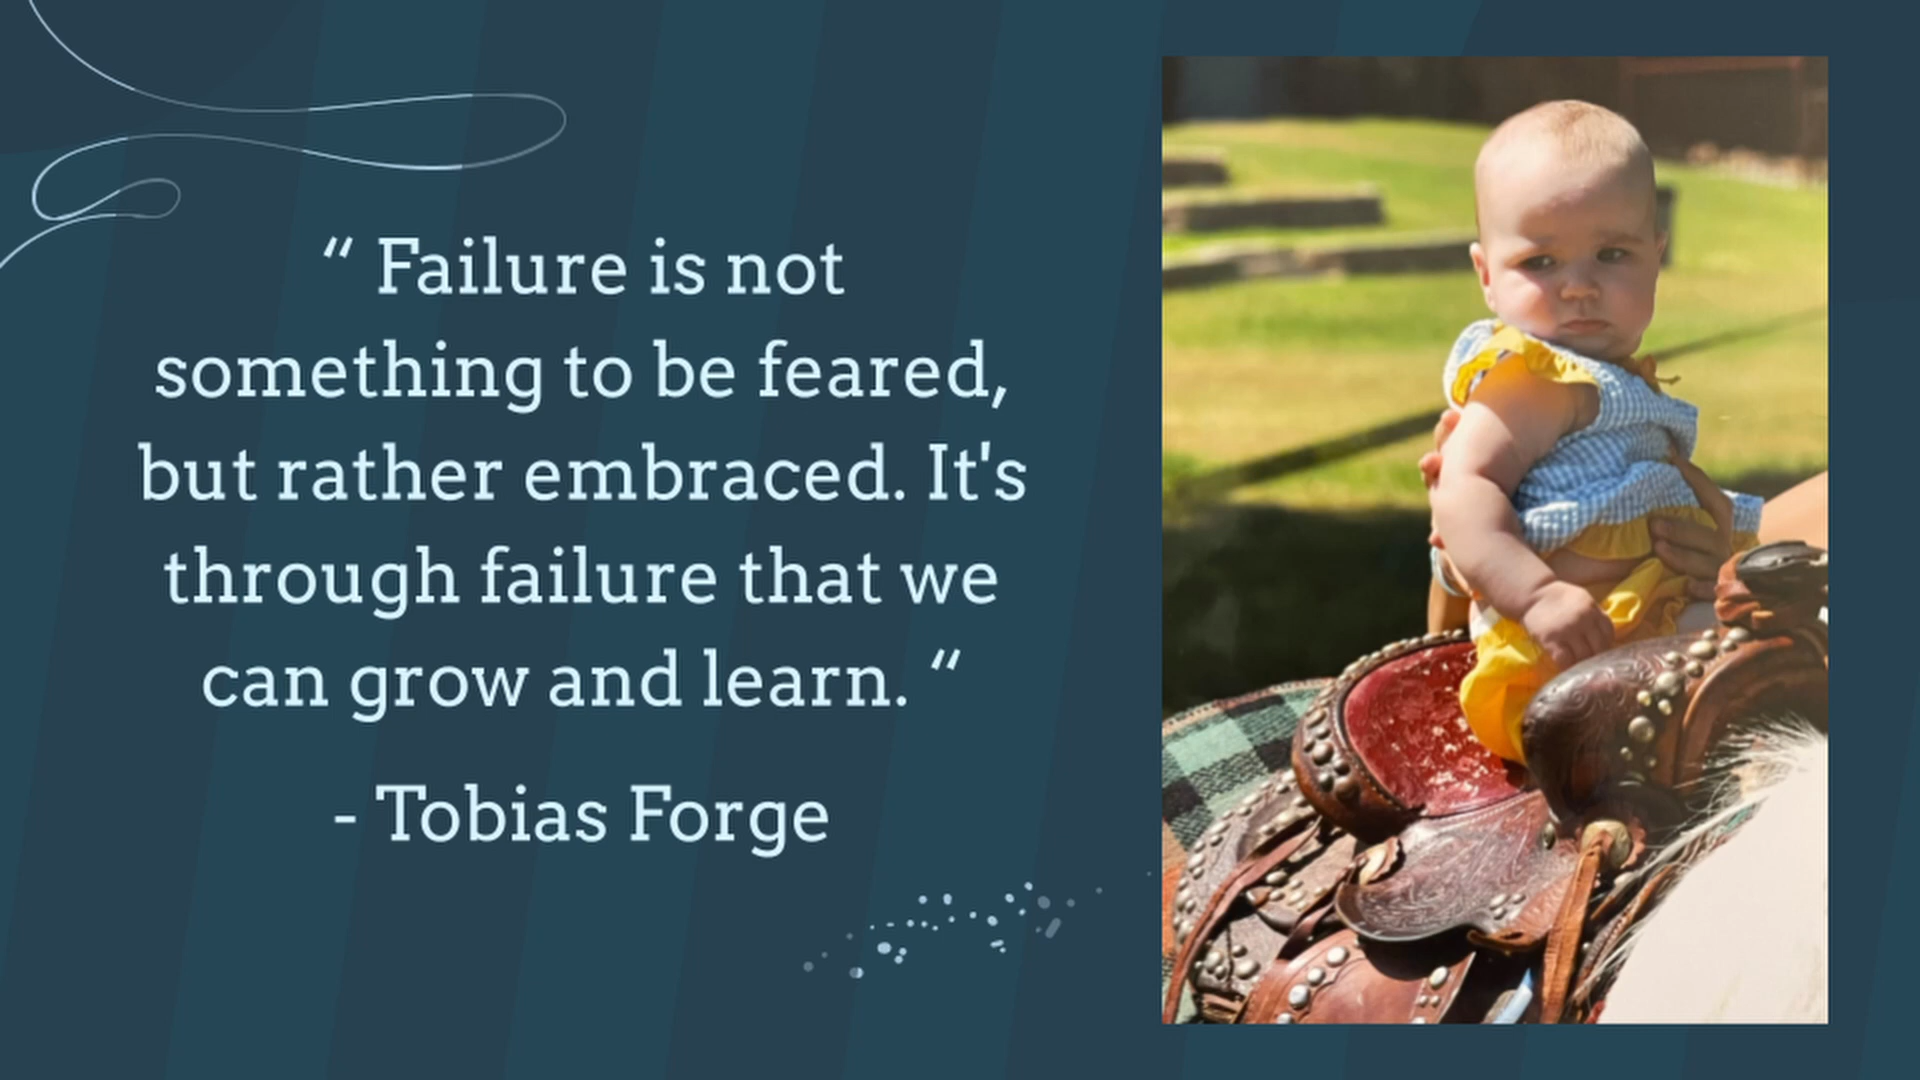 “ Failure is not
something to be feared,
but rather embraced. It's
through failure that we
can grow and learn. “
- Tobias Forge